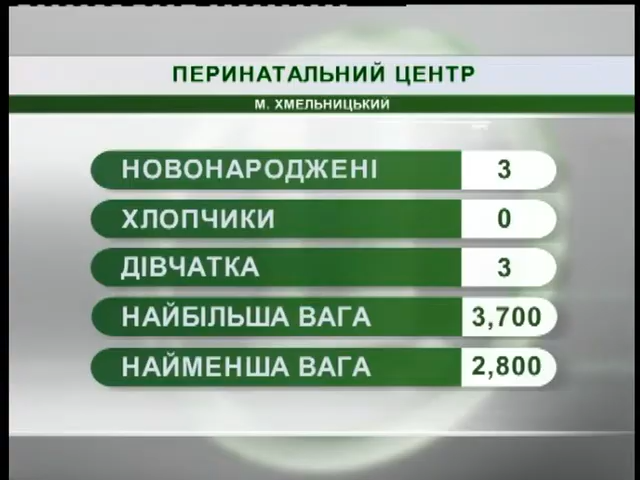 ПЕРИНАТАЛЬНИЙ ЦЕНТР
М. ХМЕЛЬНИЦЬКИЙ
НОВОНАРОДЖЕНІ 3
ХЛОПЧИКИ 0
ДІВЧАТКА 3
НАЙБІЛЬША ВАГА 3,700
НАЙМЕНША ВАГА 2,800